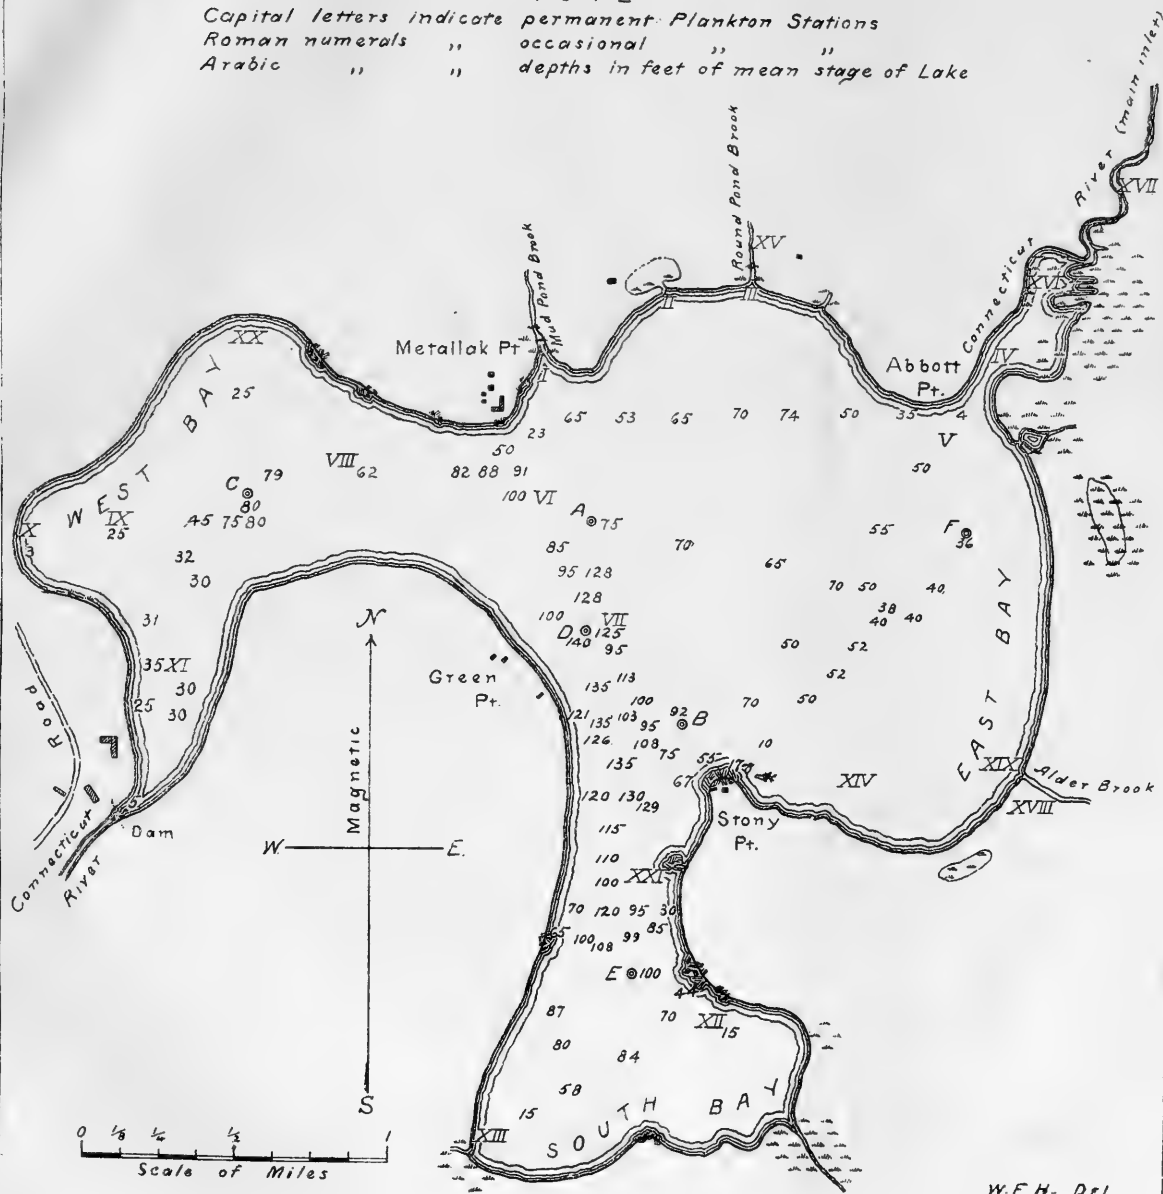 Capital letters indicate permanent Plankton Stations
Roman numerals „ occasional „ „
Arabic „ „ depths in feet of mean stage of Lake
River (main inlet)
Connecticut
XVII
Round Pond Brook
Mud Pond Brook
XV
XVI
II
III
IV
XX
Metallak Pt
I
Abbott
Pt.
25
65 53 65 70 74 50 35 4
23
V
50
50
WEST BAY
VIII 62
82 88 91
C 79
80
100 VI
X
3
IX
25
45 75 80
A 75
55
F
36
32
85
70
30
95 128
65
128
70 50 40
31
100 VII
38
40 40
D 125
140 95
50 52
N
35 XI
Green
Pt.
113
135
52
30
100
25
30
121 135 103 95
92 B
70 50
EAST BAY
126 108
75
10
135
55
17
67
XIV
XIX
Alder Brook
XVIII
Road
Magnetic
120 130
129
Stony
Pt.
Dam
115
W. E.
Connecticut
River
110
100
XXI
70 120 95 30
85
5 100 108 99
E 100
44
87
70
XII 15
80
84
58
15
S
SOUTH BAY
XIII
0 1/8 1/4 1/2 1
Scale of Miles
W.F.H. Del